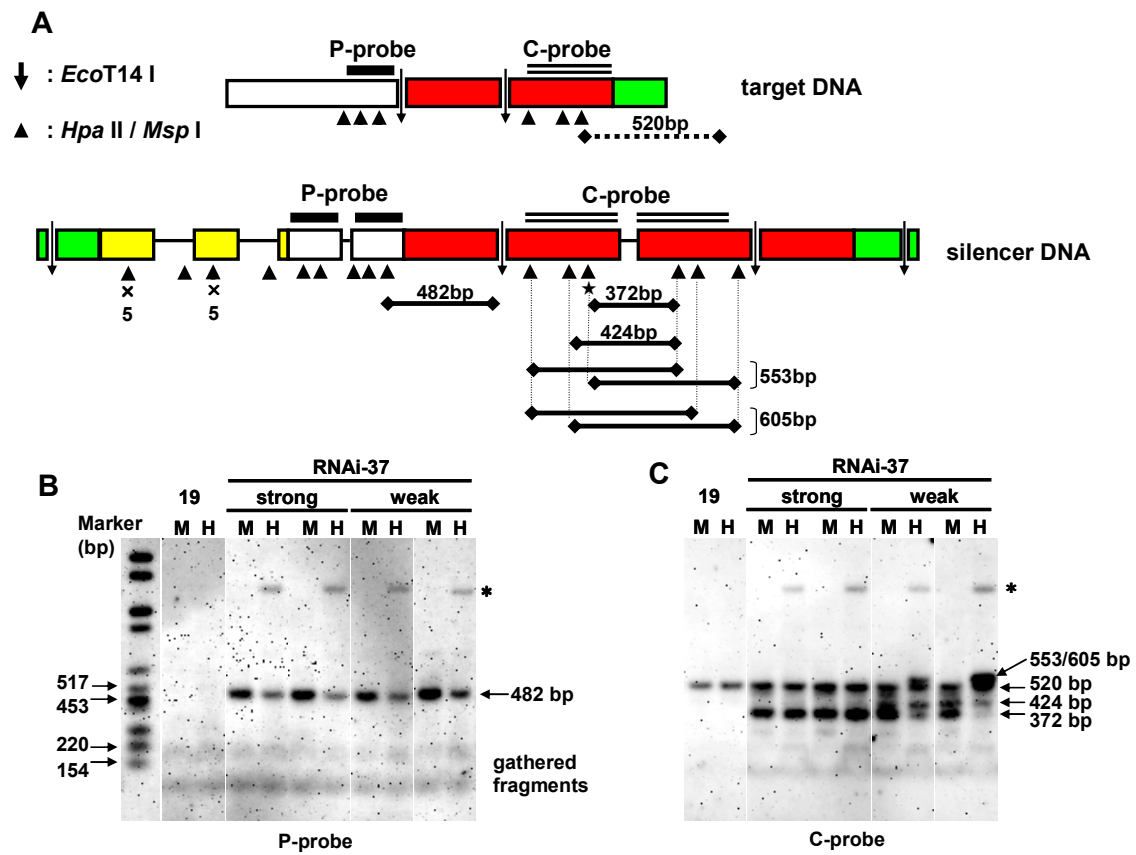 A
P-probe
C-probe
: EcoT14 I
target DNA
: Hpa II / Msp I
520bp
P-probe
C-probe
silencer DNA
× ×
5 5
★
482bp
372bp
424bp
553bp
605bp
B
RNAi-37
19
strong
weak
Marker
(bp)
M H M H M H M H M H
*
517
453
482 bp
220
154
gathered
fragments
P-probe
C
RNAi-37
19
strong
weak
M H M H M H M H M H
*
553/605 bp
520 bp
424 bp
372 bp
C-probe